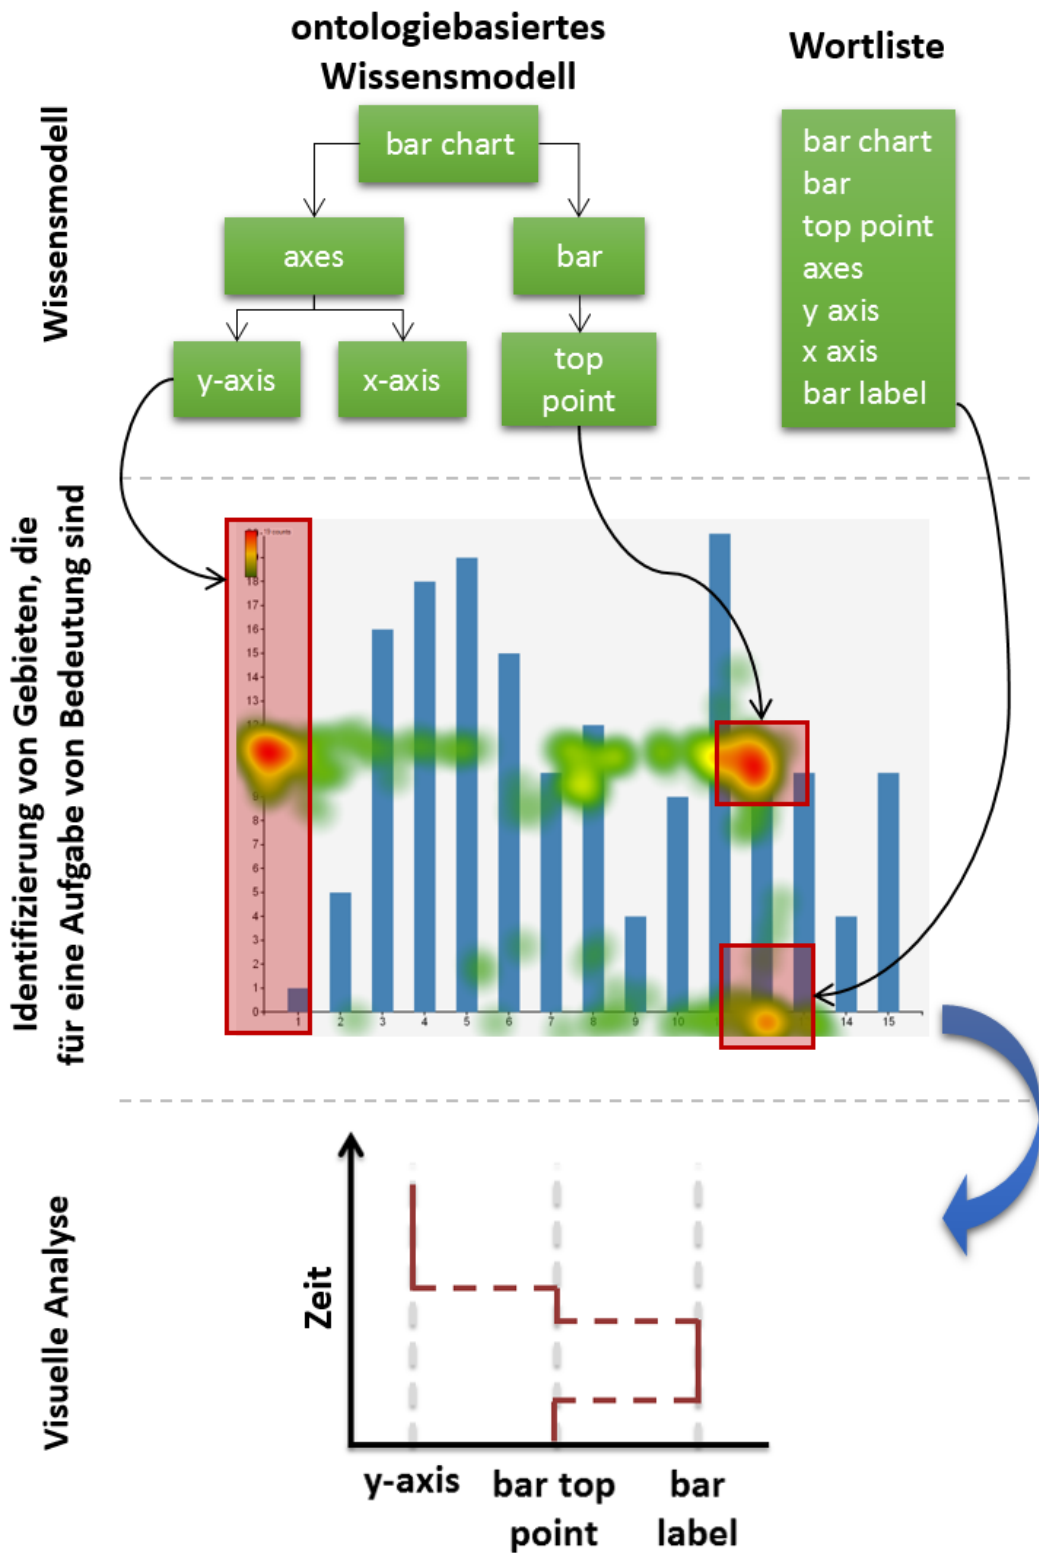 ontologiebasiertes
Wissensmodell
Wortliste
Wissensmodell
bar chart
axes
bar
y-axis
x-axis
top
point
bar chart
bar
top point
axes
y axis
x axis
bar label
Identifizierung von Gebieten, die
für eine Aufgabe von Bedeutung sind
counts
18
17
16
15
14
13
9
8
7
6
5
4
3
2
1
0
1
2
3
4
5
6
7
8
9
10
14
15
Visuelle Analyse
Zeit
y-axis
bar top
point
bar
label